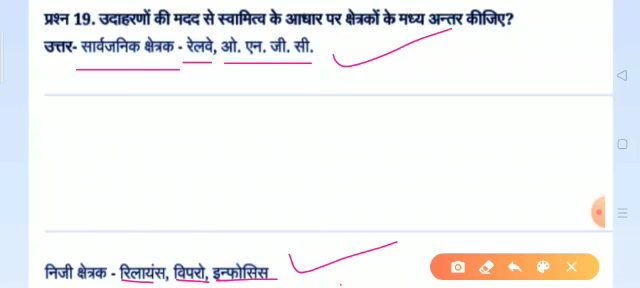 प्रश्न 19. उदाहरणों की मदद से स्वामित्व के आधार पर क्षेत्रकों के मध्य अन्तर कीजिए?
उत्तर- सार्वजनिक क्षेत्रक - रेलवे, ओ. एन. जी. सी.
निजी क्षेत्रक - रिलायंस, विप्रो, इन्फोसिस